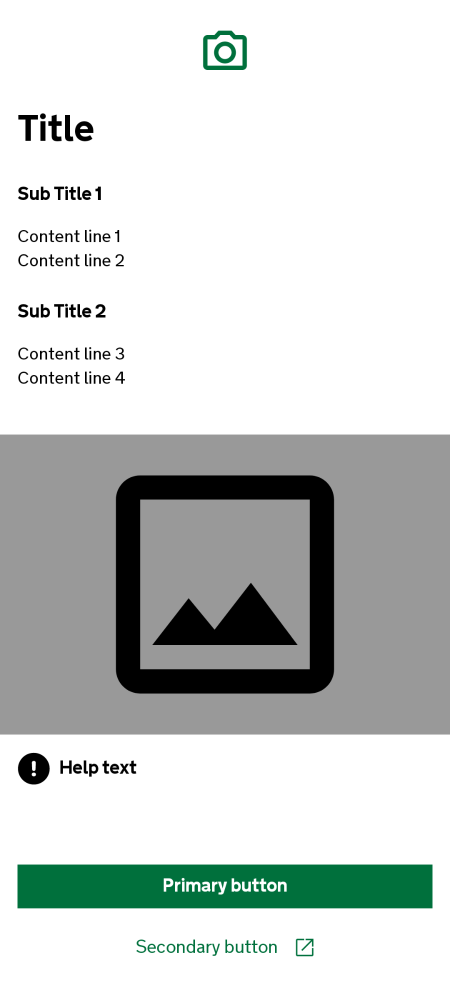 Title
Sub Title 1
Content line 1
Content line 2
Sub Title 2
Content line 3
Content line 4
Help text
Primary button
Secondary button